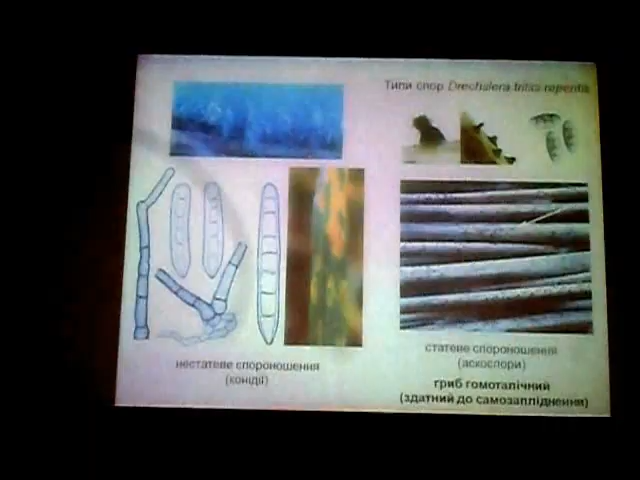 Типи спор Drechslera tritici repentis
нестатеве спороношення
(конідії)
статеве спороношення
(аскоспори)
гриб гомоталічний
(здатний до самозапліднення)